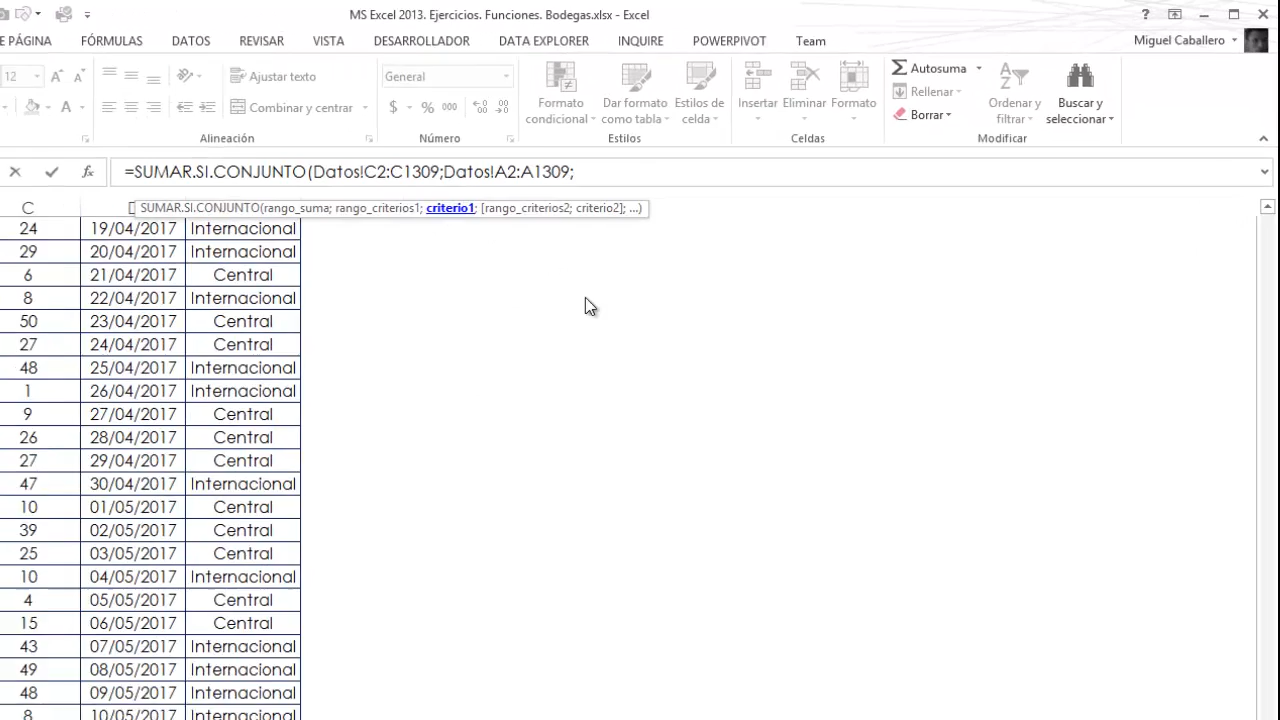 MS Excel 2013. Ejercicios. Funciones. Bodegas.xlsx - Excel
E PÁGINA FÓRMULAS DATOS REVISAR VISTA DESARROLLADOR DATA EXPLORER INQUIRE POWERPIVOT Team Miguel Caballero
12 A A Ajustar texto General Formato condicional Dar formato como tabla Estilos de celda Insertar Eliminar Formato Autosuma Ordenar y filtrar Buscar y seleccionar
Rellenar
A Combinar y centrar $ % 000 Borrar
Alineación Número Estilos Celdas Modificar
fx =SUMAR.SI.CONJUNTO(Datos!C2:C1309;Datos!A2:A1309;
C SUMAR.SI.CONJUNTO(rango_suma; rango_criterios1; criterio1; [rango_criterios2; criterio2]; ...)
24 19/04/2017 Internacional
29 20/04/2017 Internacional
6 21/04/2017 Central
8 22/04/2017 Internacional
50 23/04/2017 Central
27 24/04/2017 Central
48 25/04/2017 Internacional
1 26/04/2017 Internacional
9 27/04/2017 Central
26 28/04/2017 Central
27 29/04/2017 Central
47 30/04/2017 Internacional
10 01/05/2017 Central
39 02/05/2017 Central
25 03/05/2017 Central
10 04/05/2017 Internacional
4 05/05/2017 Central
15 06/05/2017 Central
43 07/05/2017 Internacional
49 08/05/2017 Internacional
48 09/05/2017 Internacional
8 10/05/2017 Internacional